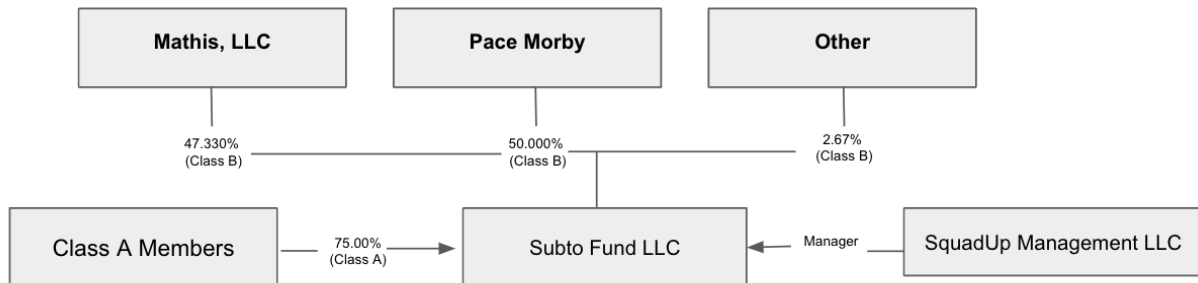 Mathis, LLC
Pace Morby
Other
47.330%
(Class B)
50.000%
(Class B)
2.67%
(Class B)
Class A Members
75.00%
(Class A)
Subto Fund LLC
Manager
SquadUp Management LLC